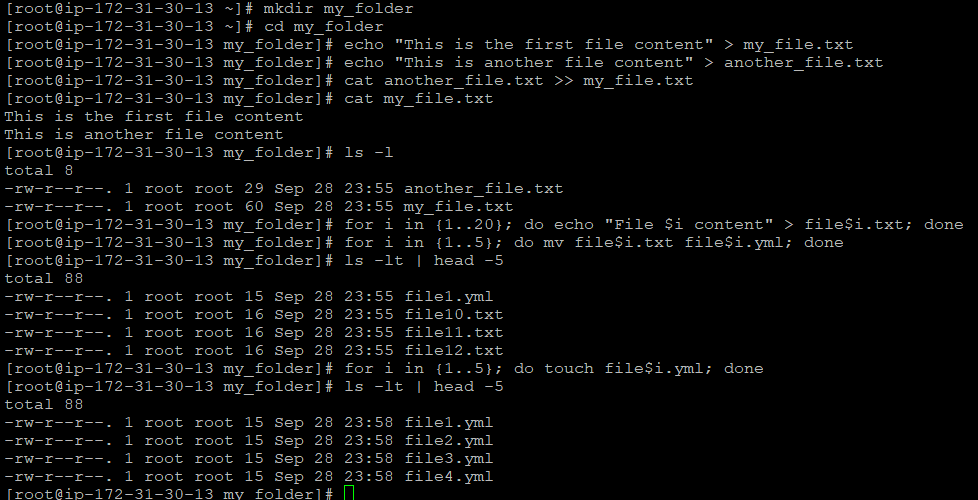 [root@ip-172-31-30-13 ~]# mkdir my_folder
[root@ip-172-31-30-13 ~]# cd my_folder
[root@ip-172-31-30-13 my_folder]# echo "This is the first file content" > my_file.txt
[root@ip-172-31-30-13 my_folder]# echo "This is another file content" > another_file.txt
[root@ip-172-31-30-13 my_folder]# cat another_file.txt >> my_file.txt
[root@ip-172-31-30-13 my_folder]# cat my_file.txt
This is the first file content
This is another file content
[root@ip-172-31-30-13 my_folder]# ls -l
total 8
-rw-r--r--. 1 root root 29 Sep 28 23:55 another_file.txt
-rw-r--r--. 1 root root 60 Sep 28 23:55 my_file.txt
[root@ip-172-31-30-13 my_folder]# for i in {1..20}; do echo "File $i content" > file$i.txt; done
[root@ip-172-31-30-13 my_folder]# for i in {1..5}; do mv file$i.txt file$i.yml; done
[root@ip-172-31-30-13 my_folder]# ls -lt | head -5
total 88
-rw-r--r--. 1 root root 15 Sep 28 23:55 file1.yml
-rw-r--r--. 1 root root 16 Sep 28 23:55 file10.txt
-rw-r--r--. 1 root root 16 Sep 28 23:55 file11.txt
-rw-r--r--. 1 root root 16 Sep 28 23:55 file12.txt
[root@ip-172-31-30-13 my_folder]# for i in {1..5}; do touch file$i.yml; done
[root@ip-172-31-30-13 my_folder]# ls -lt | head -5
total 88
-rw-r--r--. 1 root root 15 Sep 28 23:58 file1.yml
-rw-r--r--. 1 root root 15 Sep 28 23:58 file2.yml
-rw-r--r--. 1 root root 15 Sep 28 23:58 file3.yml
-rw-r--r--. 1 root root 15 Sep 28 23:58 file4.yml
[root@ip-172-31-30-13 my_folder]#